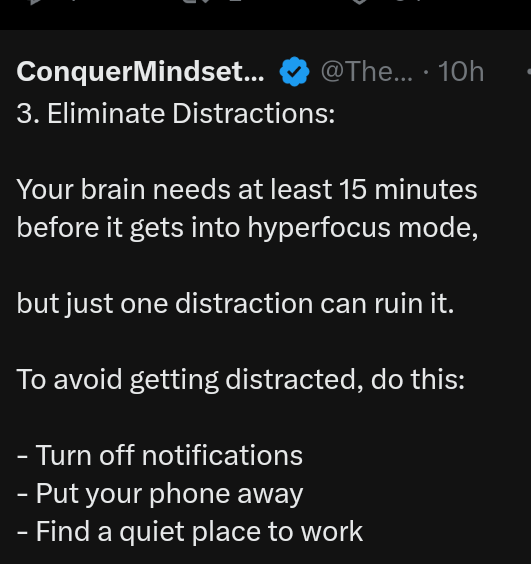 ConquerMindset... @The... · 10h
3. Eliminate Distractions:
Your brain needs at least 15 minutes
before it gets into hyperfocus mode,
but just one distraction can ruin it.
To avoid getting distracted, do this:
- Turn off notifications
- Put your phone away
- Find a quiet place to work